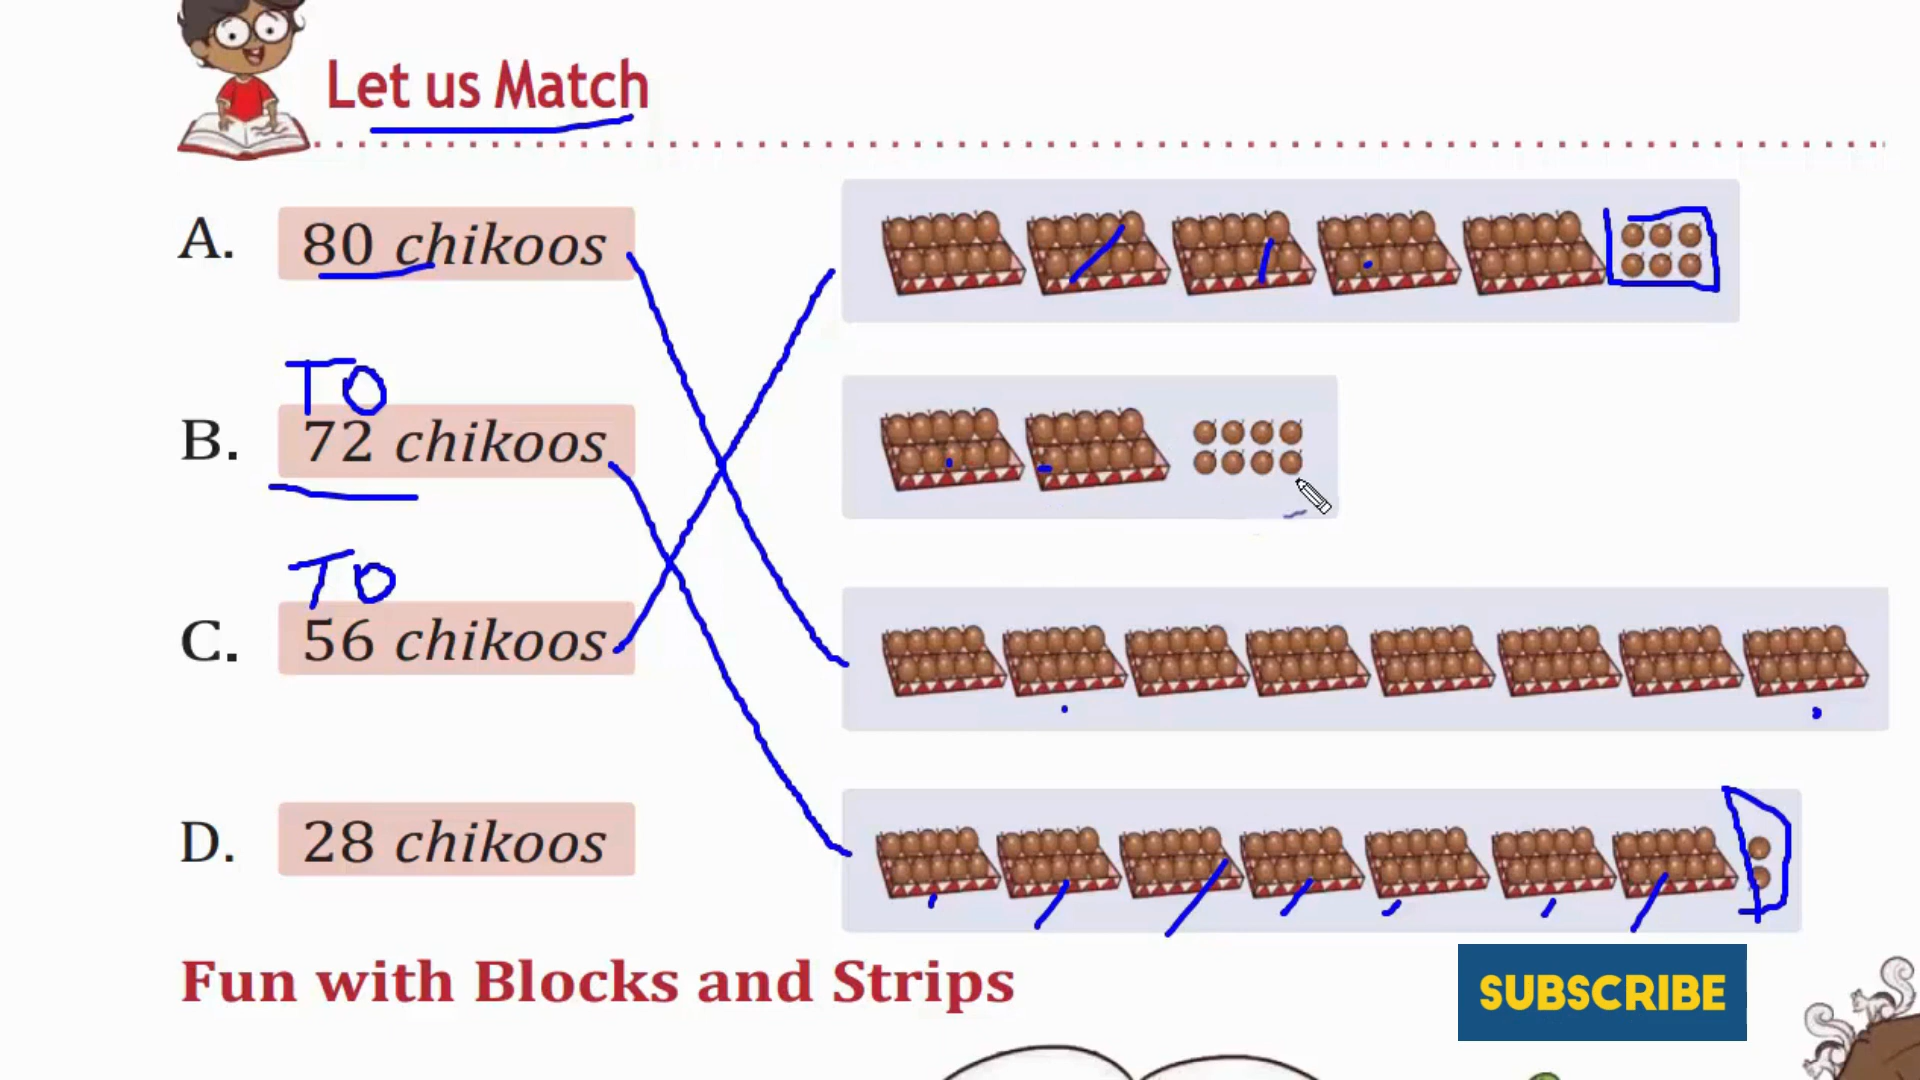 Let us Match
A. 80 chikoos
TO
B. 72 chikoos
TO
C. 56 chikoos
D. 28 chikoos
Fun with Blocks and Strips
SUBSCRIBE